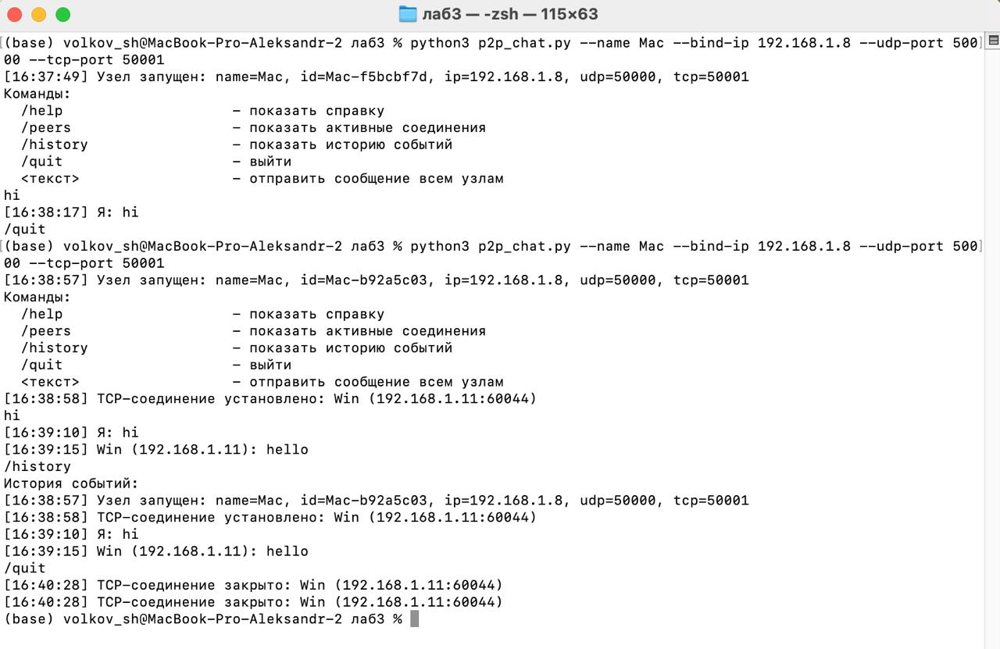 лаб3 — -zsh — 115×63
(base) volkov_sh@MacBook-Pro-Aleksandr-2 лаб3 % python3 p2p_chat.py --name Mac --bind-ip 192.168.1.8 --udp-port 500
00 --tcp-port 50001
[16:37:49] Узел запущен: name=Mac, id=Mac-f5bcbf7d, ip=192.168.1.8, udp=50000, tcp=50001
Команды:
  /help                    — показать справку
  /peers                   — показать активные соединения
  /history                 — показать историю событий
  /quit                    — выйти
  <текст>                  — отправить сообщение всем узлам
hi
[16:38:17] Я: hi
/quit
(base) volkov_sh@MacBook-Pro-Aleksandr-2 лаб3 % python3 p2p_chat.py --name Mac --bind-ip 192.168.1.8 --udp-port 500
00 --tcp-port 50001
[16:38:57] Узел запущен: name=Mac, id=Mac-b92a5c03, ip=192.168.1.8, udp=50000, tcp=50001
Команды:
  /help                    — показать справку
  /peers                   — показать активные соединения
  /history                 — показать историю событий
  /quit                    — выйти
  <текст>                  — отправить сообщение всем узлам
[16:38:58] TCP-соединение установлено: Win (192.168.1.11:60044)
hi
[16:39:10] Я: hi
[16:39:15] Win (192.168.1.11): hello
/history
История событий:
[16:38:57] Узел запущен: name=Mac, id=Mac-b92a5c03, ip=192.168.1.8, udp=50000, tcp=50001
[16:38:58] TCP-соединение установлено: Win (192.168.1.11:60044)
[16:39:10] Я: hi
[16:39:15] Win (192.168.1.11): hello
/quit
[16:40:28] TCP-соединение закрыто: Win (192.168.1.11:60044)
[16:40:28] TCP-соединение закрыто: Win (192.168.1.11:60044)
(base) volkov_sh@MacBook-Pro-Aleksandr-2 лаб3 %